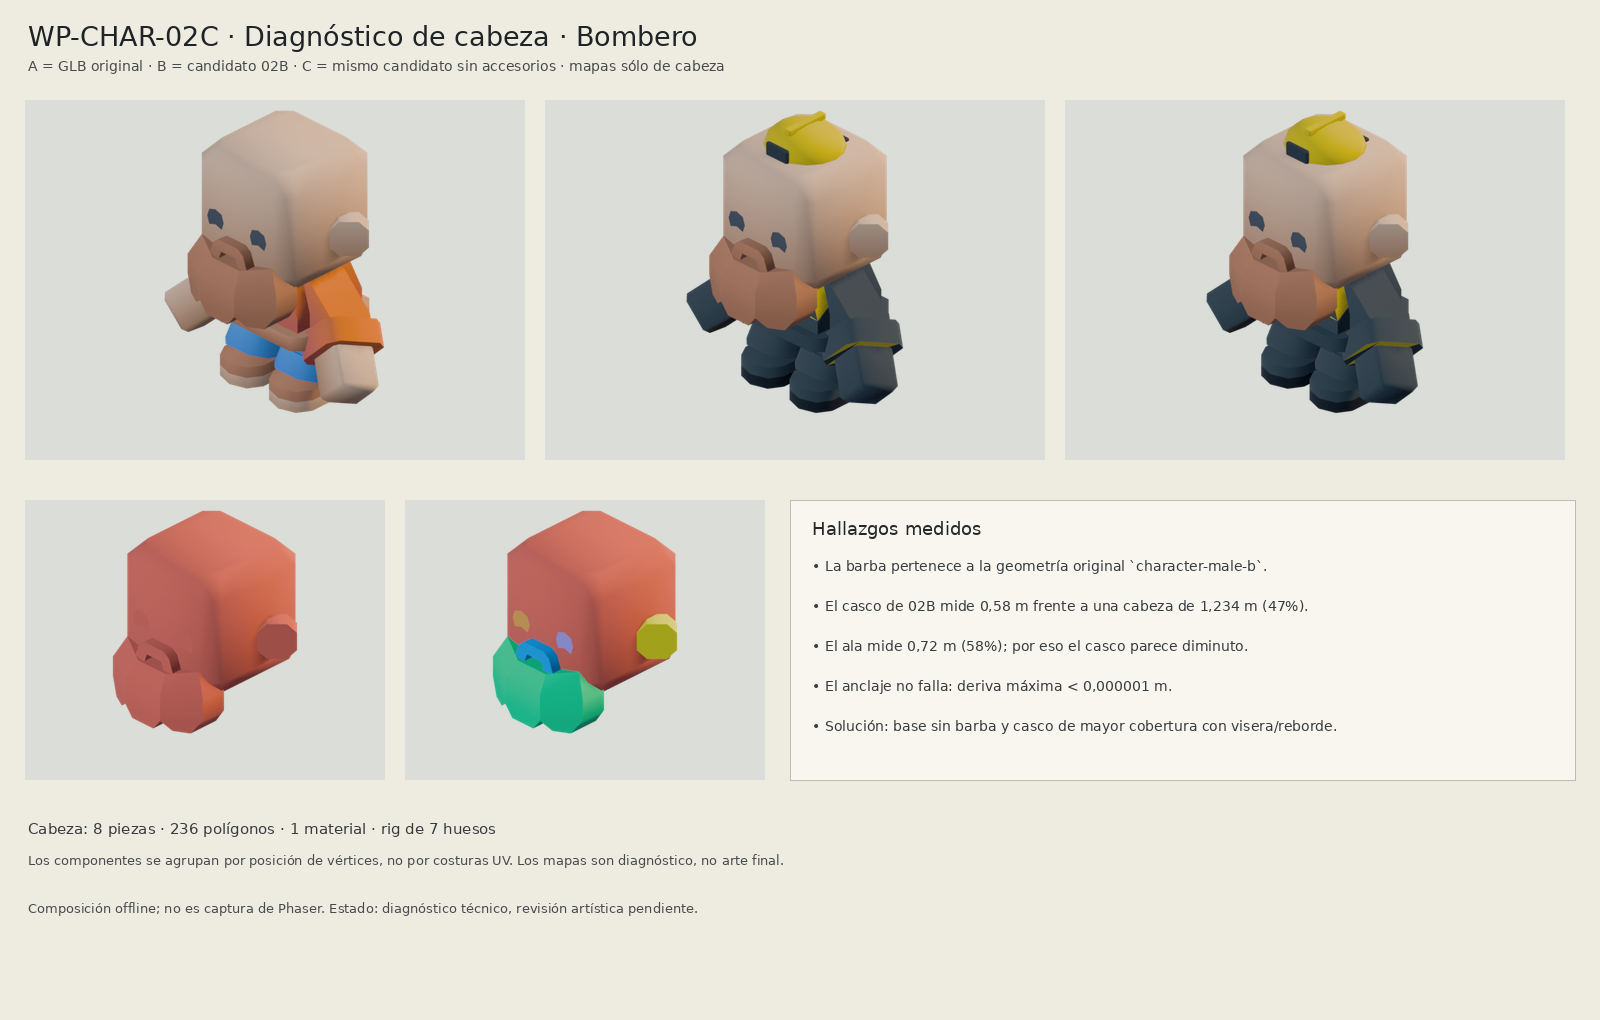 WP-CHAR-02C · Diagnóstico de cabeza · Bombero
A = GLB original · B = candidato 02B · C = mismo candidato sin accesorios · mapas sólo de cabeza
Hallazgos medidos
• La barba pertenece a la geometría original `character-male-b`.
• El casco de 02B mide 0,58 m frente a una cabeza de 1,234 m (47%).
• El ala mide 0,72 m (58%); por eso el casco parece diminuto.
• El anclaje no falla: deriva máxima < 0,000001 m.
• Solución: base sin barba y casco de mayor cobertura con visera/reborde.
Cabeza: 8 piezas · 236 polígonos · 1 material · rig de 7 huesos
Los componentes se agrupan por posición de vértices, no por costuras UV. Los mapas son diagnóstico, no arte final.
Composición offline; no es captura de Phaser. Estado: diagnóstico técnico, revisión artística pendiente.